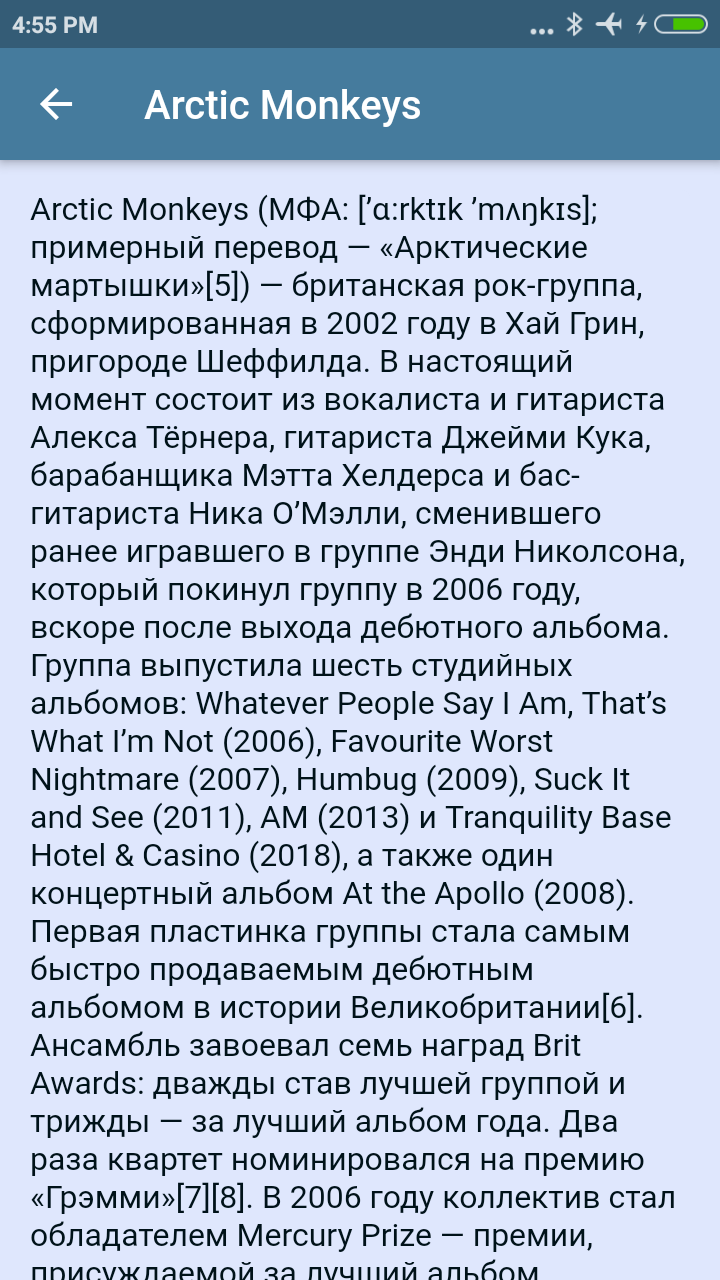 4:55 PM
Arctic Monkeys
Arctic Monkeys (МФА: [ʼɑ:rktɪk ʼmʌŋkɪs];
примерный перевод — «Арктические
мартышки»[5]) — британская рок-группа,
сформированная в 2002 году в Хай Грин,
пригороде Шеффилда. В настоящий
момент состоит из вокалиста и гитариста
Алекса Тёрнера, гитариста Джейми Кука,
барабанщика Мэтта Хелдерса и бас-
гитариста Ника О’Мэлли, сменившего
ранее игравшего в группе Энди Николсона,
который покинул группу в 2006 году,
вскоре после выхода дебютного альбома.
Группа выпустила шесть студийных
альбомов: Whatever People Say I Am, That’s
What I’m Not (2006), Favourite Worst
Nightmare (2007), Humbug (2009), Suck It
and See (2011), AM (2013) и Tranquility Base
Hotel & Casino (2018), а также один
концертный альбом At the Apollo (2008).
Первая пластинка группы стала самым
быстро продаваемым дебютным
альбомом в истории Великобритании[6].
Ансамбль завоевал семь наград Brit
Awards: дважды став лучшей группой и
трижды — за лучший альбом года. Два
раза квартет номинировался на премию
«Грэмми»[7][8]. В 2006 году коллектив стал
обладателем Mercury Prize — премии,
присуждаемой за лучший альбом